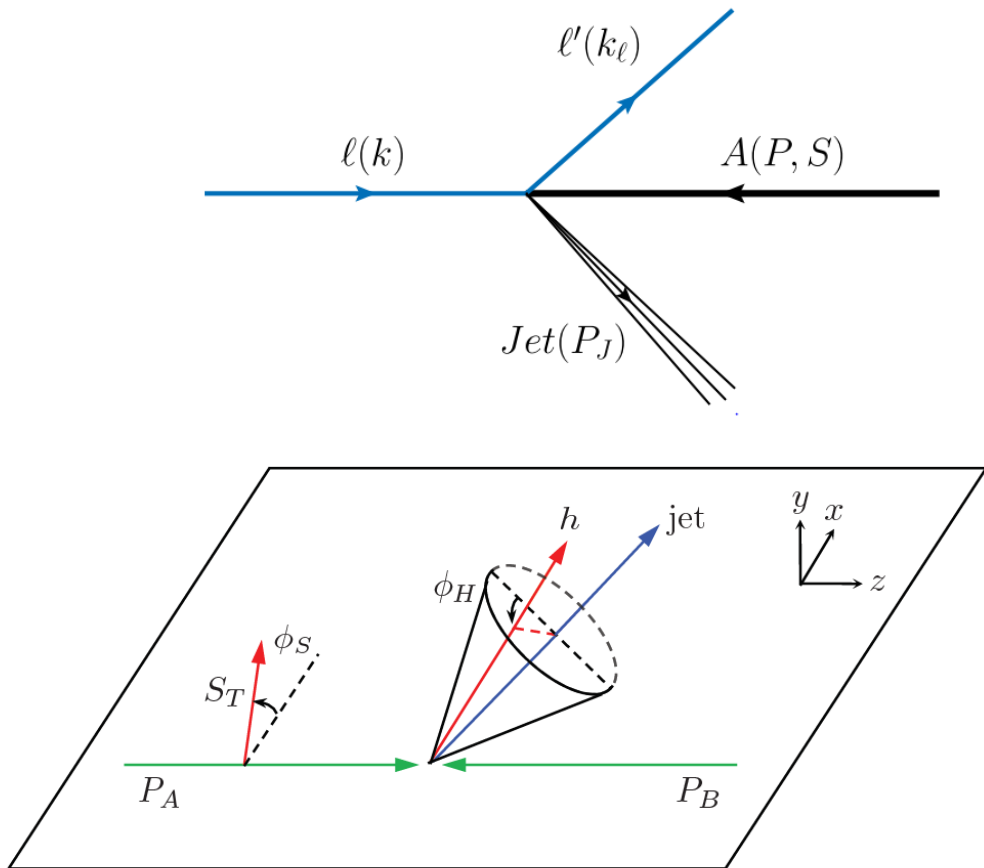 ℓ′(k_ℓ)
ℓ(k)
A(P, S)
Jet(P_J)
h
jet
y
x
z
ϕ_H
ϕ_S
S_T
P_A
P_B